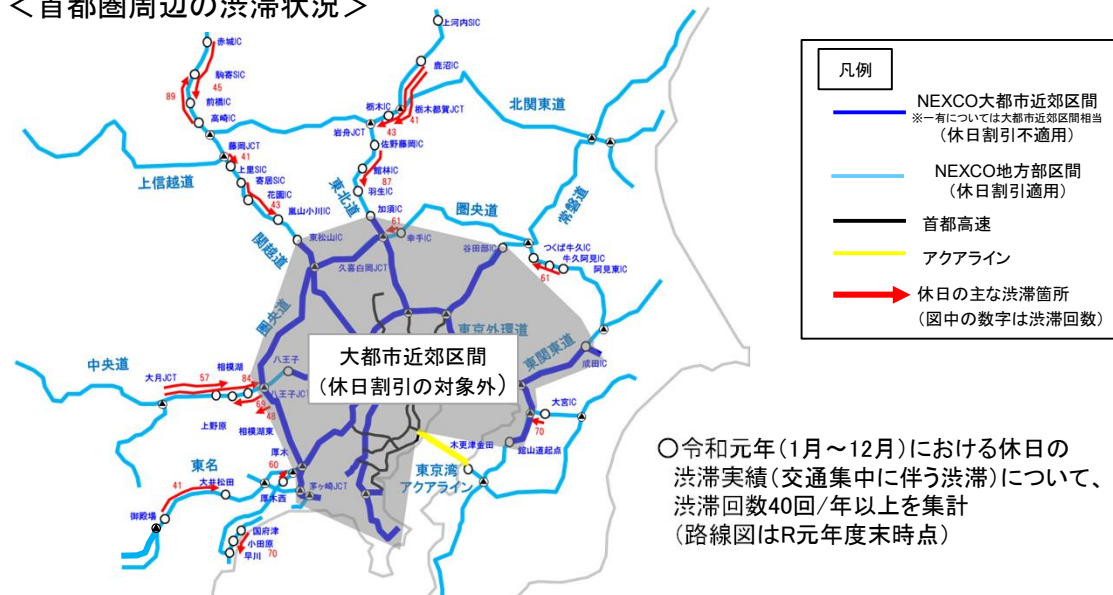 ＜首都圏周辺の渋滞状況＞
赤城IC
駒寄SIC
45
89
前橋IC
高崎IC
藤岡JCT
41
上里SIC
寄居SIC
花園IC
43
嵐山小川IC
上信越道
関越道
東松山IC
上河内SIC
鹿沼IC
栃木IC
栃木都賀JCT
41
43
岩舟JCT
佐野藤岡IC
館林IC
87
羽生IC
東北道
加須IC
61
幸手IC
久喜白岡JCT
北関東道
常磐道
圏央道
谷田部IC
つくば牛久IC
牛久阿見IC
阿見東IC
61
圏央道
東京外環道
東関東道
成田IC
大都市近郊区間
（休日割引の対象外）
中央道
大月JCT
57
相模湖
84
八王子
八王子JCT
69
48
上野原
相模湖東
大宮IC
70
館山道起点
木更津金田
東京湾
アクアライン
東名
厚木
60
大井松田
41
厚木西
茅ヶ崎JCT
御殿場
国府津
小田原
早川
70
凡例
NEXCO大都市近郊区間
※一有については大都市近郊区間相当
（休日割引不適用）
NEXCO地方部区間
（休日割引適用）
首都高速
アクアライン
休日の主な渋滞箇所
（図中の数字は渋滞回数）
○令和元年（1月～12月）における休日の
渋滞実績（交通集中に伴う渋滞）について、
渋滞回数40回/年以上を集計
（路線図はR元年度末時点）